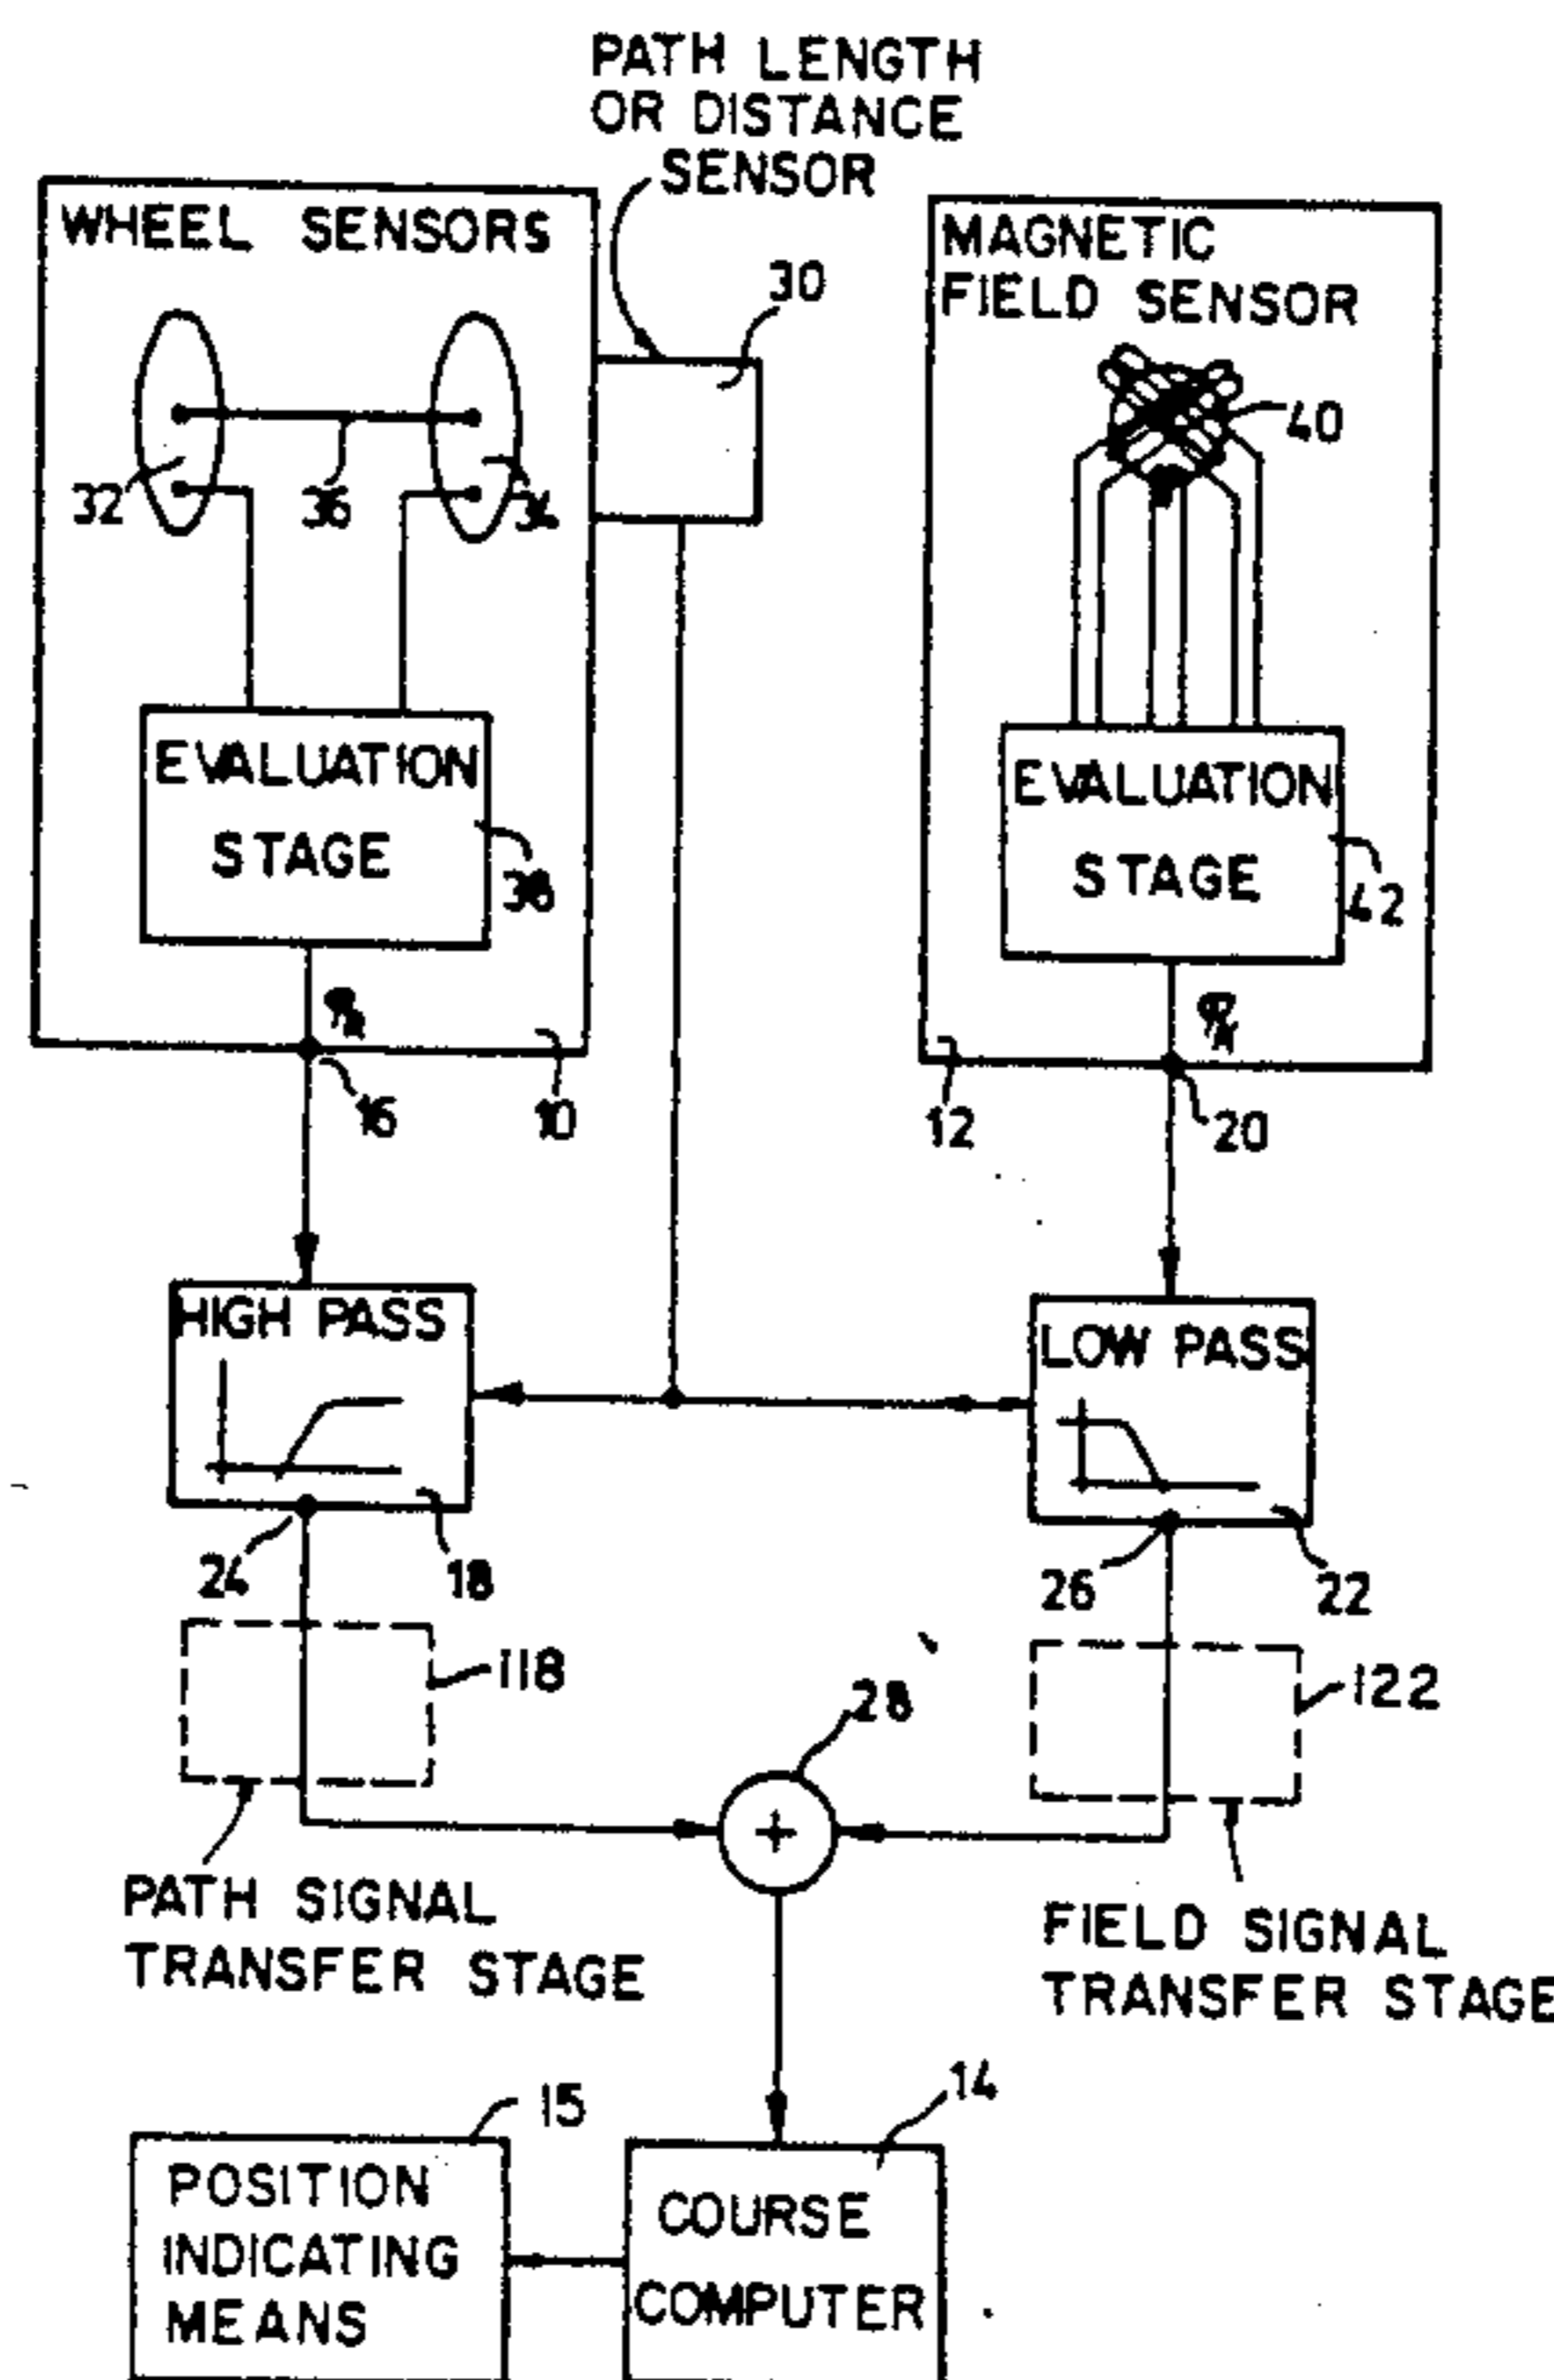 PATH LENGTH
OR DISTANCE
SENSOR
WHEEL SENSORS
30
32
36
34
EVALUATION
STAGE
38
16
10
MAGNETIC
FIELD SENSOR
40
EVALUATION
STAGE
42
12
20
HIGH PASS
24
18
LOW PASS
26
22
118
28
122
PATH SIGNAL
TRANSFER STAGE
+
FIELD SIGNAL
TRANSFER STAGE
15
14
POSITION
INDICATING
MEANS
COURSE
COMPUTER